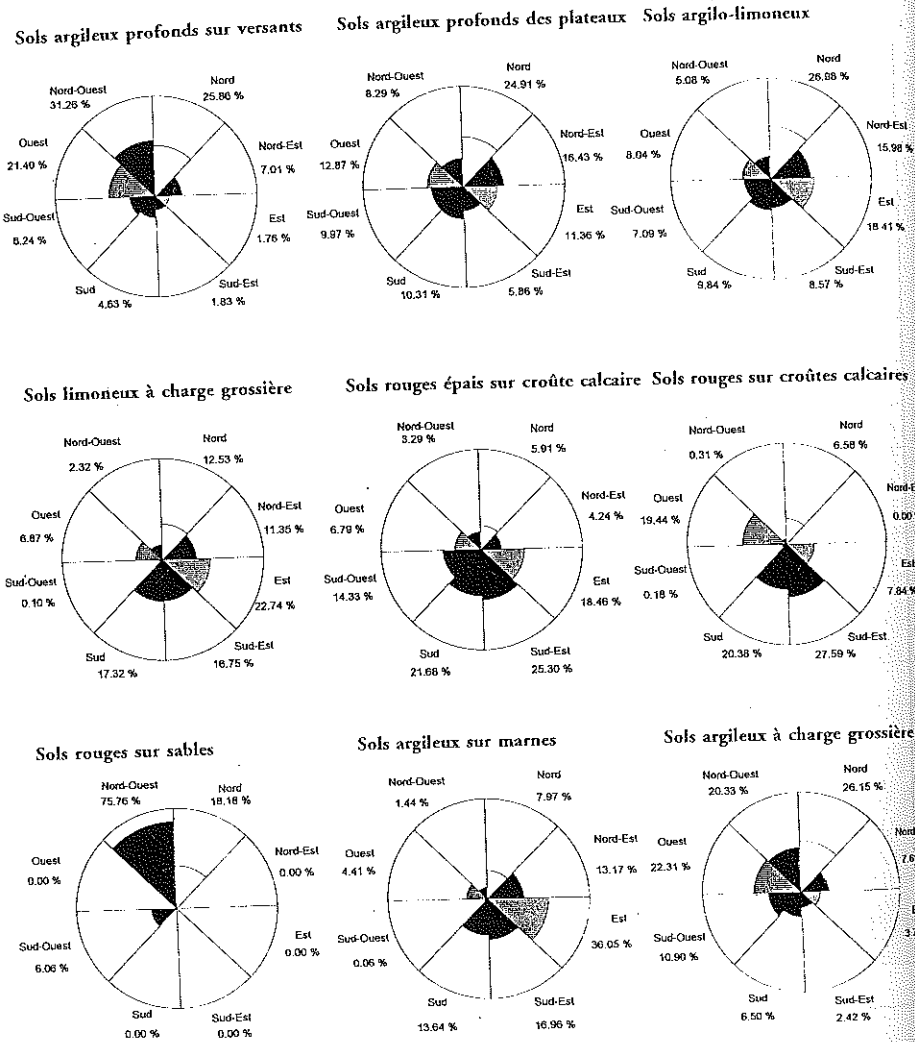 Sols argileux profonds sur versants
Nord-Ouest
31.26 %
Nord
25.86 %
Ouest
21.40 %
Nord-Est
7.01 %
Sud-Ouest
6.24 %
Est
1.76 %
Sud
4.63 %
Sud-Est
1.83 %
Sols argileux profonds des plateaux
Nord-Ouest
8.29 %
Nord
24.91 %
Ouest
12.87 %
Nord-Est
16.43 %
Sud-Ouest
9.97 %
Est
11.36 %
Sud
10.31 %
Sud-Est
5.86 %
Sols argilo-limoneux
Nord-Ouest
5.08 %
Nord
26.98 %
Ouest
8.04 %
Nord-Est
15.98 %
Sud-Ouest
7.09 %
Est
18.41 %
Sud
9.84 %
Sud-Est
8.57 %
Sols limoneux à charge grossière
Nord-Ouest
2.32 %
Nord
12.53 %
Ouest
6.87 %
Nord-Est
11.35 %
Sud-Ouest
0.10 %
Est
22.74 %
Sud
17.32 %
Sud-Est
16.75 %
Sols rouges épais sur croûte calcaire
Nord-Ouest
3.29 %
Nord
5.91 %
Ouest
6.79 %
Nord-Est
4.24 %
Sud-Ouest
14.33 %
Est
18.46 %
Sud
21.68 %
Sud-Est
25.30 %
Sols rouges sur croûtes calcaires
Nord-Ouest
0.31 %
Nord
6.58 %
Ouest
19.44 %
Nord-E
0.00
Sud-Ouest
0.18 %
Est
7.84 %
Sud
20.38 %
Sud-Est
27.59 %
Sols rouges sur sables
Nord-Ouest
75.76 %
Nord
18.18 %
Ouest
0.00 %
Nord-Est
0.00 %
Sud-Ouest
6.06 %
Est
0.00 %
Sud
0.00 %
Sud-Est
0.00 %
Sols argileux sur marnes
Nord-Ouest
1.44 %
Nord
7.97 %
Ouest
4.41 %
Nord-Est
13.17 %
Sud-Ouest
0.06 %
Est
36.05 %
Sud
13.64 %
Sud-Est
16.96 %
Sols argileux à charge grossière
Nord-Ouest
20.33 %
Nord
26.15 %
Ouest
22.31 %
Nord
7.6
Sud-Ouest
10.90 %
E
3.
Sud
6.50 %
Sud-Est
2.42 %